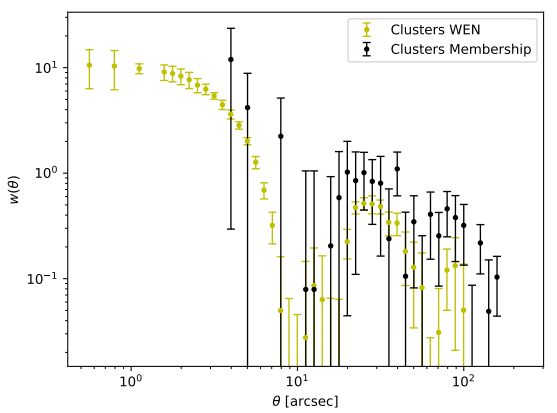 Clusters WEN
Clusters Membership
w(θ)
10¹
10⁰
10⁻¹
10⁰
10¹
10²
θ [arcsec]